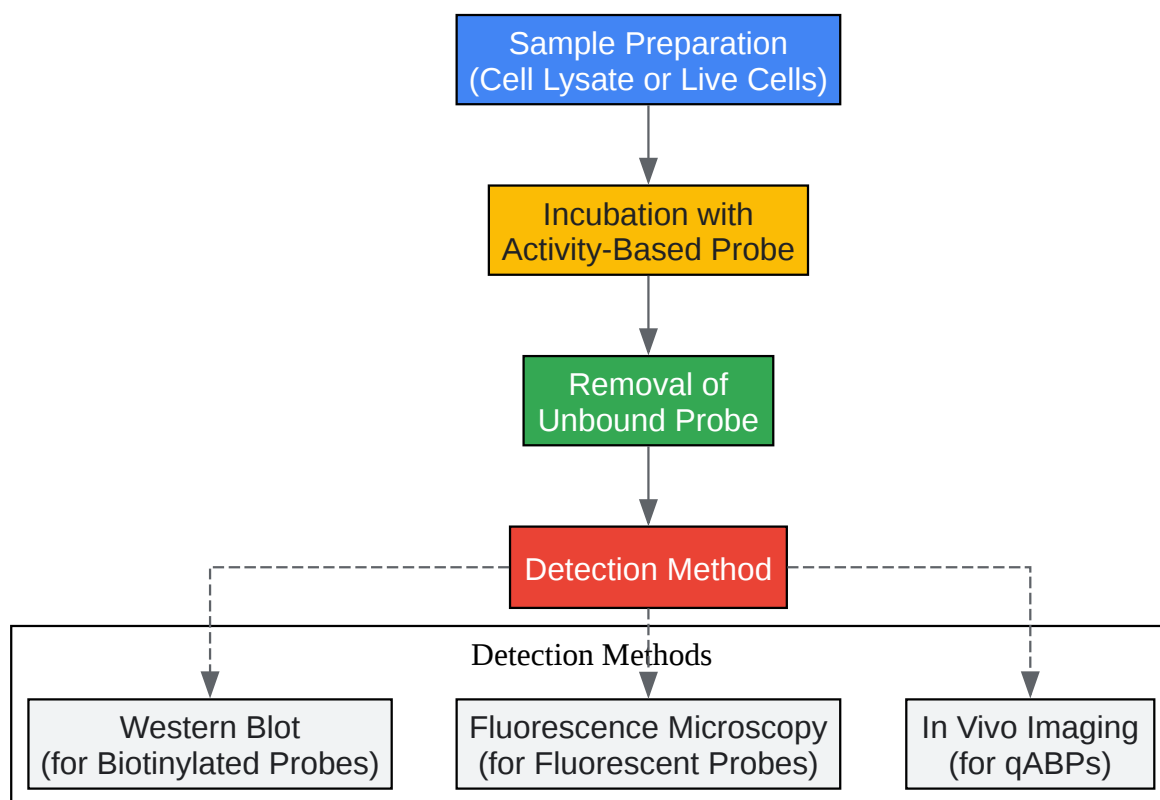 Sample Preparation
(Cell Lysate or Live Cells)
Incubation with
Activity-Based Probe
Removal of
Unbound Probe
Detection Method
Detection Methods
Western Blot
(for Biotinylated Probes)
Fluorescence Microscopy
(for Fluorescent Probes)
In Vivo Imaging
(for qABPs)